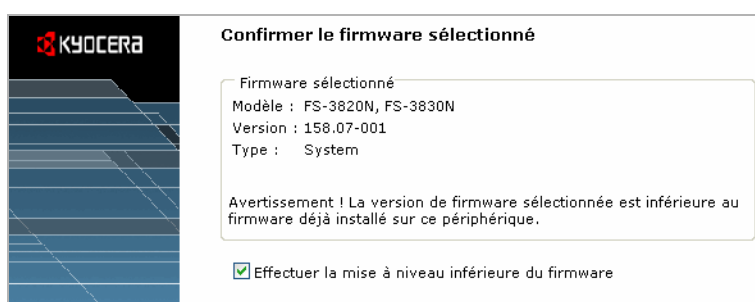 KYOCERA
Confirmer le firmware sélectionné
Firmware sélectionné
Modèle : FS-3820N, FS-3830N
Version : 158.07-001
Type : System
Avertissement ! La version de firmware sélectionnée est inférieure au
firmware déjà installé sur ce périphérique.
Effectuer la mise à niveau inférieure du firmware